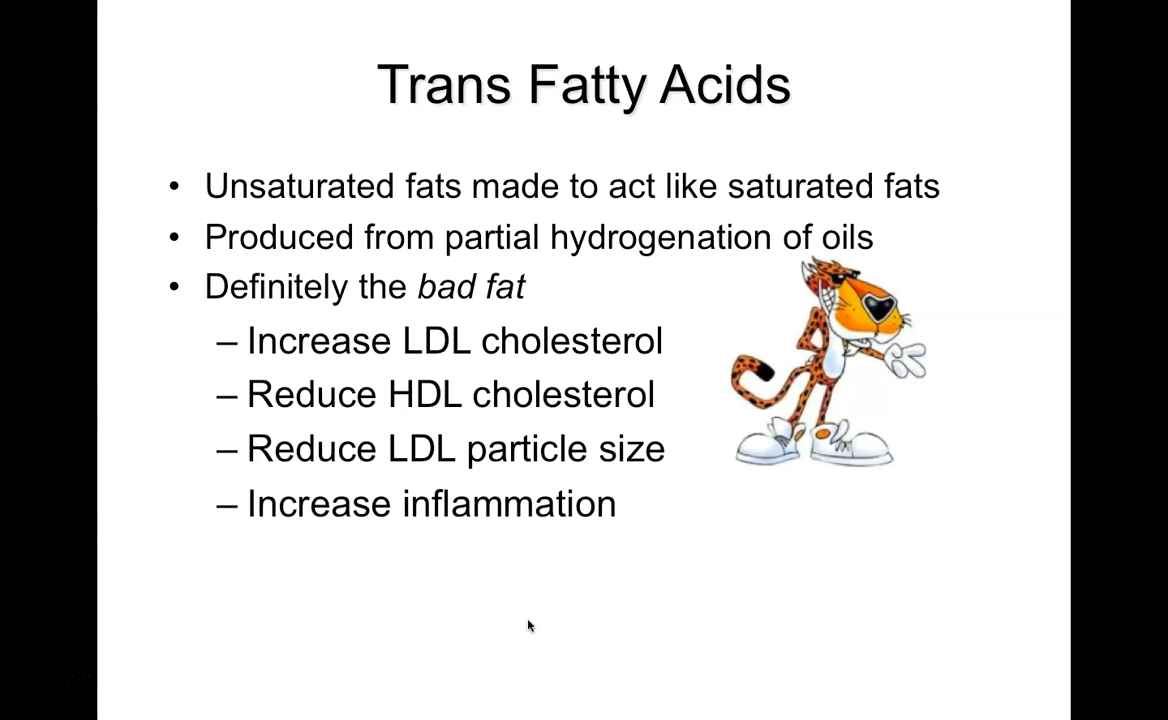 Trans Fatty Acids
• Unsaturated fats made to act like saturated fats
• Produced from partial hydrogenation of oils
• Definitely the bad fat
– Increase LDL cholesterol
– Reduce HDL cholesterol
– Reduce LDL particle size
– Increase inflammation